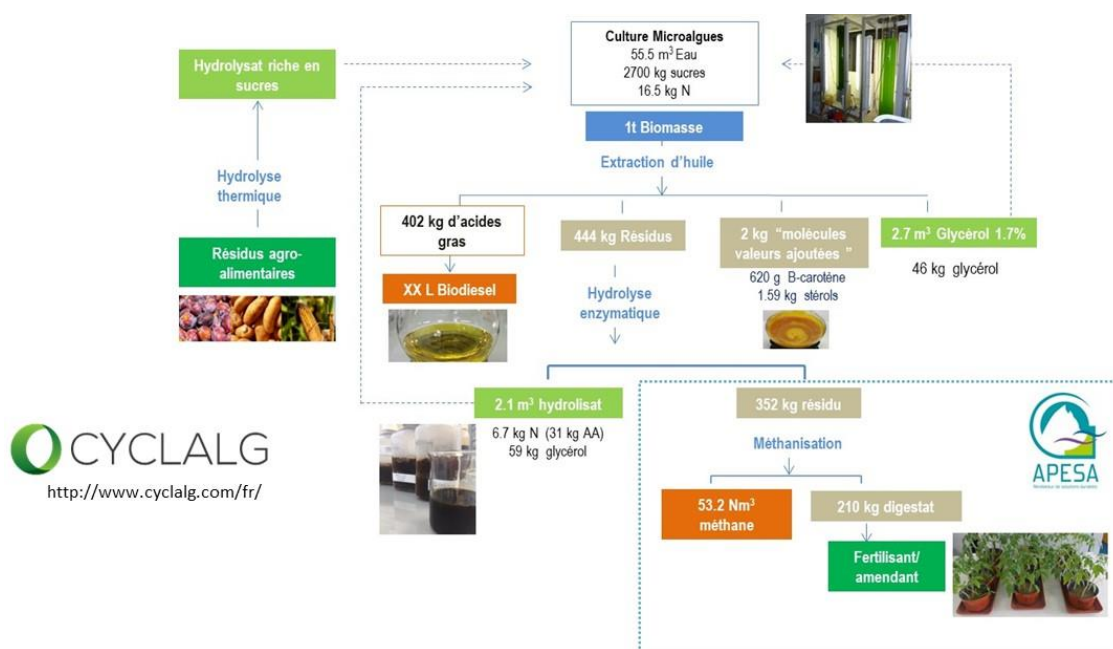 Culture Microalgues
55.5 m³ Eau
2700 kg sucres
16.5 kg N
Hydrolysat riche en
sucres
1t Biomasse
Extraction d'huile
Hydrolyse
thermique
402 kg d'acides
gras
444 kg Résidus
2 kg “molécules
valeurs ajoutées ”
2.7 m³ Glycérol 1.7%
Résidus agro-
alimentaires
XX L Biodiesel
Hydrolyse
enzymatique
620 g B-carotène
1.59 kg stérols
46 kg glycérol
2.1 m³ hydrolisat
6.7 kg N (31 kg AA)
59 kg glycérol
352 kg résidu
Méthanisation
53.2 Nm³
méthane
210 kg digestat
Fertilisant/
amendant
CYCLALG
http://www.cyclalg.com/fr/
APESA